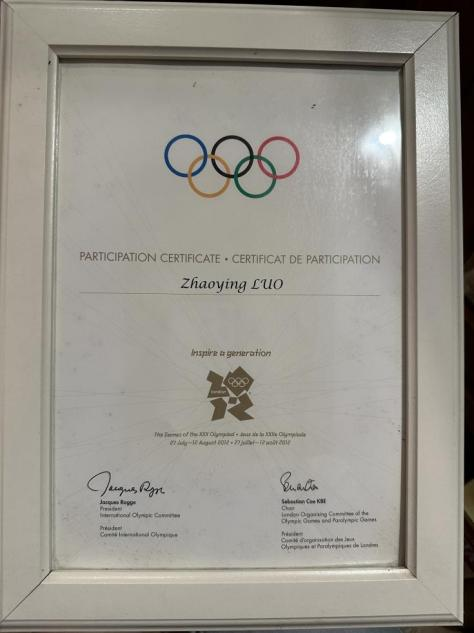 PARTICIPATION CERTIFICATE • CERTIFICAT DE PARTICIPATION
Zhaoying LUO
Inspire a generation
london
The Games of the XXX Olympiad • Jeux de la XXXe Olympiade
27 July–12 August 2012 • 27 juillet–12 août 2012
Jacques Rogge
Jacques Rogge
President
International Olympic Committee
Président
Comité International Olympique
Sebastian Coe KBE
Chair
London Organising Committee of the
Olympic Games and Paralympic Games
Président
Comité d'organisation des Jeux
Olympiques et Paralympiques de Londres